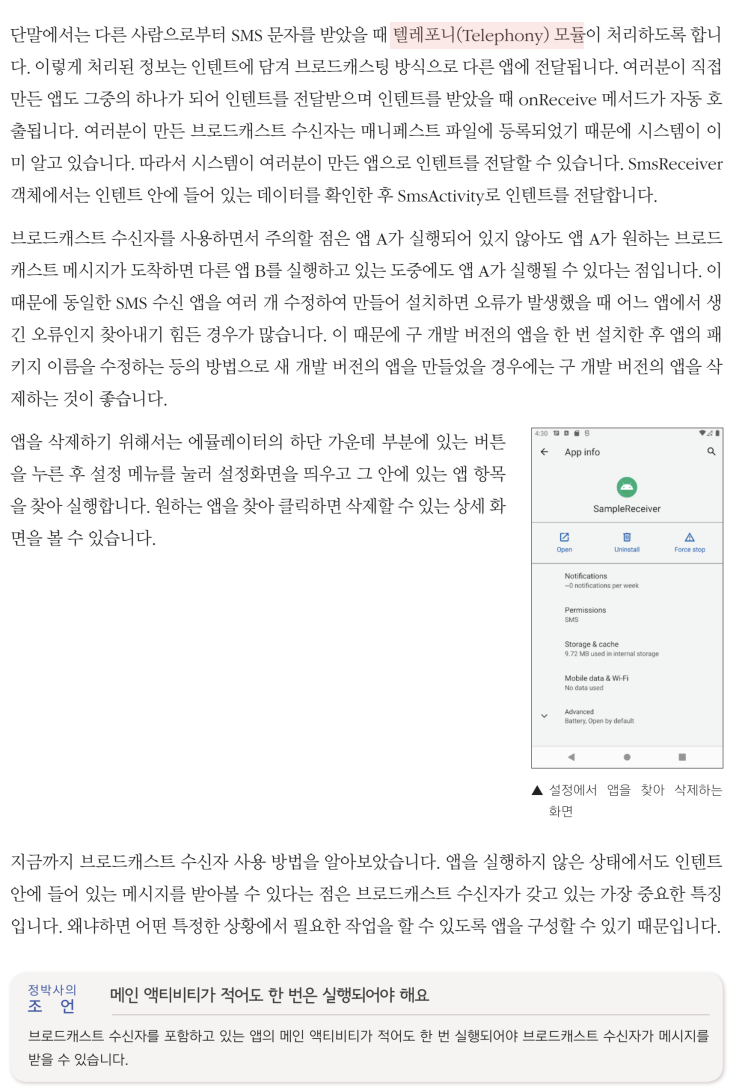 단말에서는 다른 사람으로부터 SMS 문자를 받았을 때 텔레포니(Telephony) 모듈이 처리하도록 합니
다. 이렇게 처리된 정보는 인텐트에 담겨 브로드캐스팅 방식으로 다른 앱에 전달됩니다. 여러분이 직접
만든 앱도 그중의 하나가 되어 인텐트를 전달받으며 인텐트를 받았을 때 onReceive 메서드가 자동 호
출됩니다. 여러분이 만든 브로드캐스트 수신자는 매니페스트 파일에 등록되었기 때문에 시스템이 이
미 알고 있습니다. 따라서 시스템이 여러분이 만든 앱으로 인텐트를 전달할 수 있습니다. SmsReceiver
객체에서는 인텐트 안에 들어 있는 데이터를 확인한 후 SmsActivity로 인텐트를 전달합니다.
브로드캐스트 수신자를 사용하면서 주의할 점은 앱 A가 실행되어 있지 않아도 앱 A가 원하는 브로드
캐스트 메시지가 도착하면 다른 앱 B를 실행하고 있는 도중에도 앱 A가 실행될 수 있다는 점입니다. 이
때문에 동일한 SMS 수신 앱을 여러 개 수정하여 만들어 설치하면 오류가 발생했을 때 어느 앱에서 생
긴 오류인지 찾아내기 힘든 경우가 많습니다. 이 때문에 구 개발 버전의 앱을 한 번 설치한 후 앱의 패
키지 이름을 수정하는 등의 방법으로 새 개발 버전의 앱을 만들었을 경우에는 구 개발 버전의 앱을 삭
제하는 것이 좋습니다.
앱을 삭제하기 위해서는 에뮬레이터의 하단 가운데 부분에 있는 버튼
을 누른 후 설정 메뉴를 눌러 설정화면을 띄우고 그 안에 있는 앱 항목
을 찾아 실행합니다. 원하는 앱을 찾아 클릭하면 삭제할 수 있는 상세 화
면을 볼 수 있습니다.
4:30
App info
SampleReceiver
Open Uninstall Force stop
Notifications
~0 notifications per week
Permissions
SMS
Storage & cache
9.72 MB used in internal storage
Mobile data & Wi-Fi
No data used
Advanced
Battery, Open by default
▲ 설정에서 앱을 찾아 삭제하는
화면
지금까지 브로드캐스트 수신자 사용 방법을 알아보았습니다. 앱을 실행하지 않은 상태에서도 인텐트
안에 들어 있는 메시지를 받아볼 수 있다는 점은 브로드캐스트 수신자가 갖고 있는 가장 중요한 특징
입니다. 왜냐하면 어떤 특정한 상황에서 필요한 작업을 할 수 있도록 앱을 구성할 수 있기 때문입니다.
정박사의
조 언
메인 액티비티가 적어도 한 번은 실행되어야 해요
브로드캐스트 수신자를 포함하고 있는 앱의 메인 액티비티가 적어도 한 번 실행되어야 브로드캐스트 수신자가 메시지를
받을 수 있습니다.